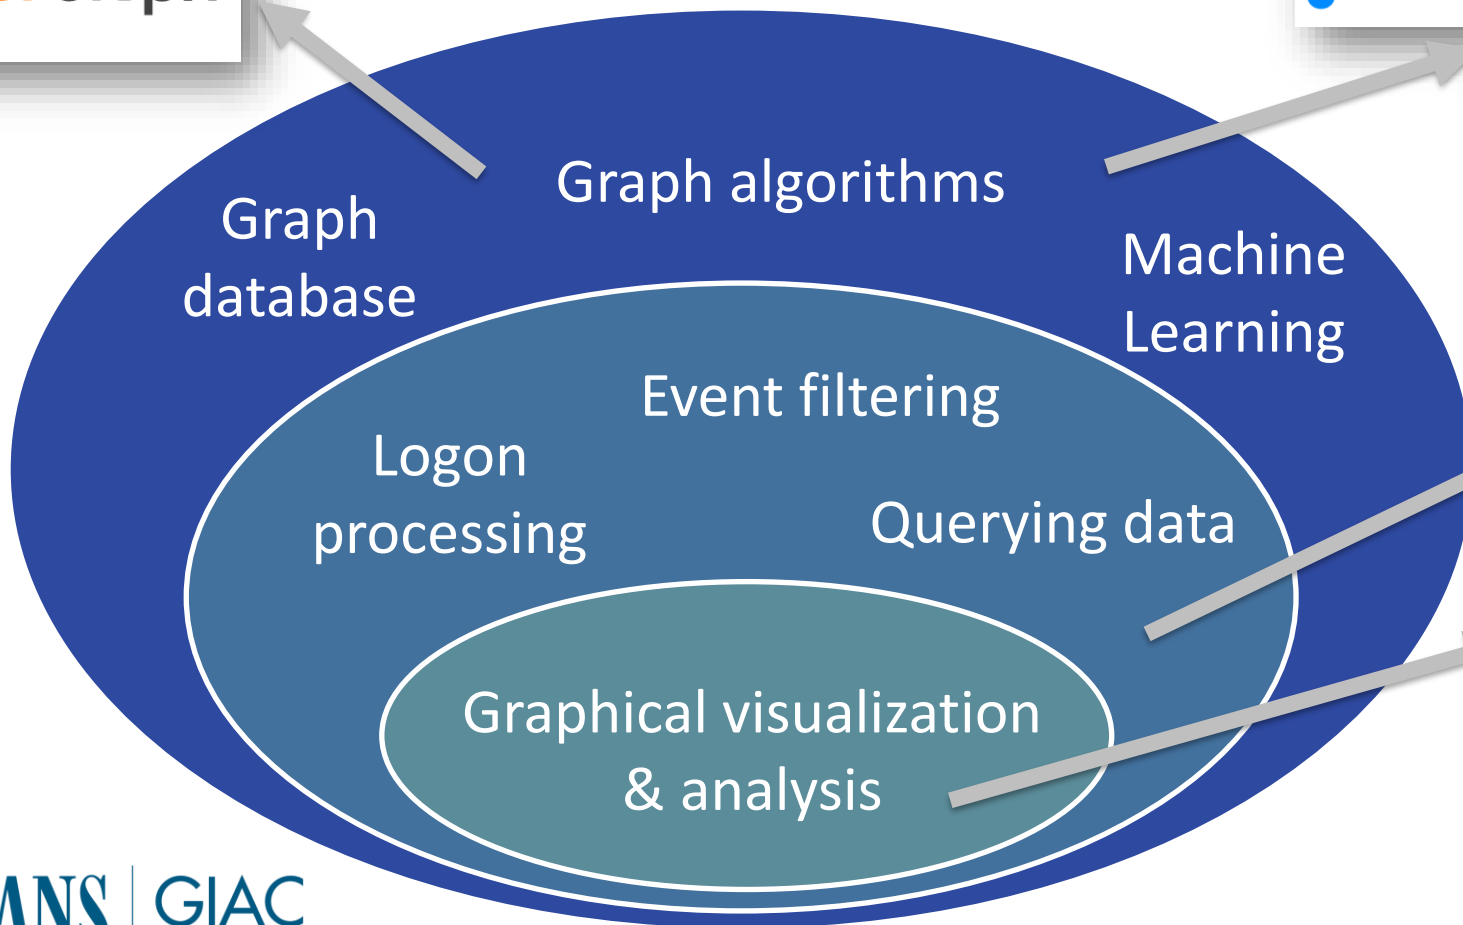 Graph algorithms
Graph
database
Machine
Learning
Event filtering
Logon
processing
Querying data
Graphical visualization
& analysis
GIAC